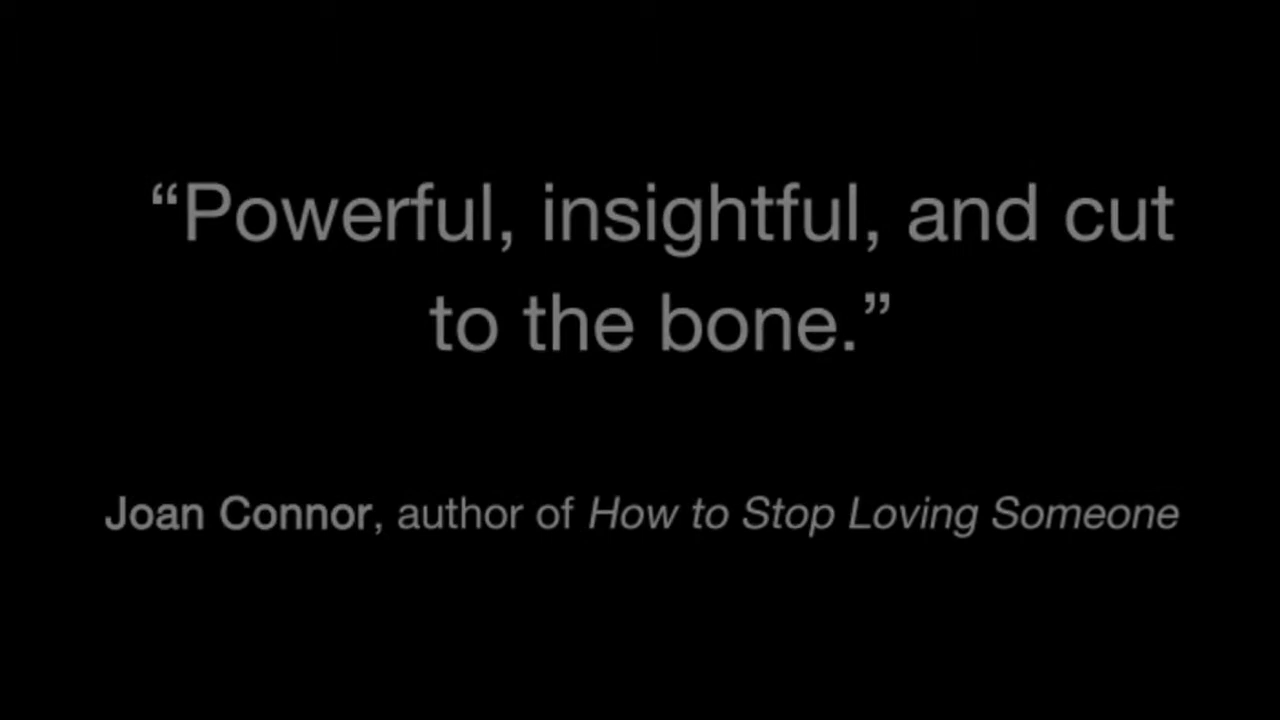 “Powerful, insightful, and cut
to the bone.”
Joan Connor, author of How to Stop Loving Someone